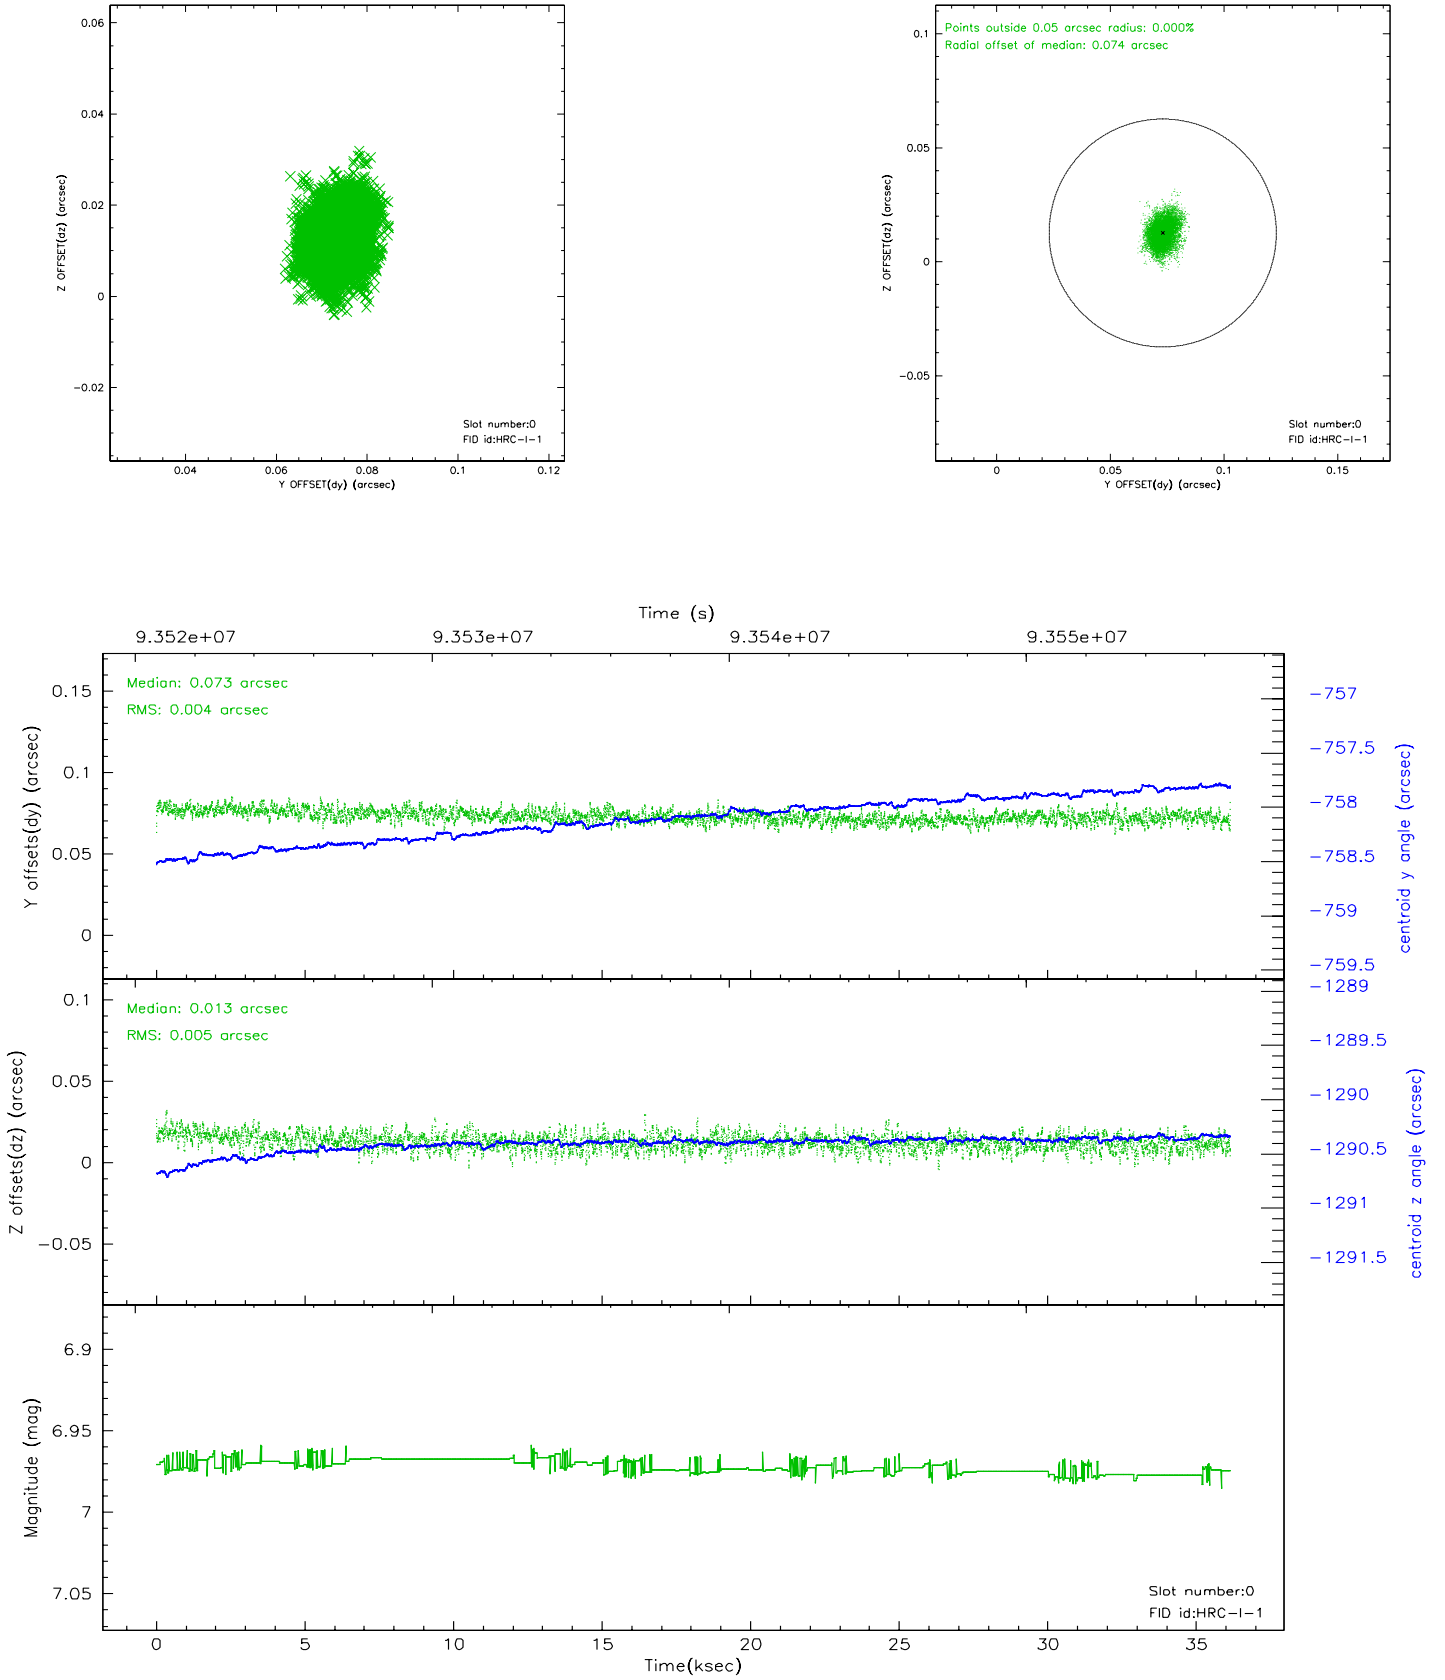 0.06
0.04
0.02
0
−0.02
Z OFFSET(dz) (arcsec)
Slot number:0
FID id:HRC−I−1
0.04 0.06 0.08 0.1 0.12
Y OFFSET(dy) (arcsec)
Points outside 0.05 arcsec radius: 0.000%
Radial offset of median: 0.074 arcsec
0.1
0.05
0
−0.05
Z OFFSET(dz) (arcsec)
Slot number:0
FID id:HRC−I−1
0 0.05 0.1 0.15
Y OFFSET(dy) (arcsec)
Time (s)
9.352e+07 9.353e+07 9.354e+07 9.355e+07
Median: 0.073 arcsec
RMS: 0.004 arcsec
0.15
0.1
0.05
0
Y offsets(dy) (arcsec)
−757
−757.5
−758
−758.5
−759
−759.5
centroid y angle (arcsec)
Median: 0.013 arcsec
RMS: 0.005 arcsec
0.1
0.05
0
−0.05
Z offsets(dz) (arcsec)
−1289
−1289.5
−1290
−1290.5
−1291
−1291.5
centroid z angle (arcsec)
6.9
6.95
7
7.05
Magnitude (mag)
Slot number:0
FID id:HRC−I−1
0 5 10 15 20 25 30 35
Time(ksec)